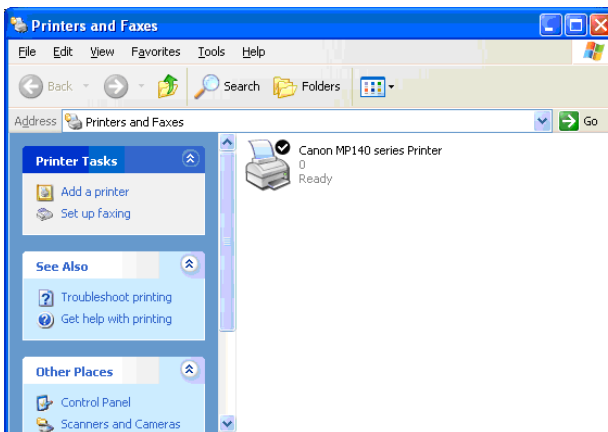 Printers and Faxes
File Edit View Favorites Tools Help
Back Search Folders
Address Printers and Faxes Go
Printer Tasks
Add a printer
Set up faxing
See Also
Troubleshoot printing
Get help with printing
Other Places
Control Panel
Scanners and Cameras
Canon MP140 series Printer
0
Ready